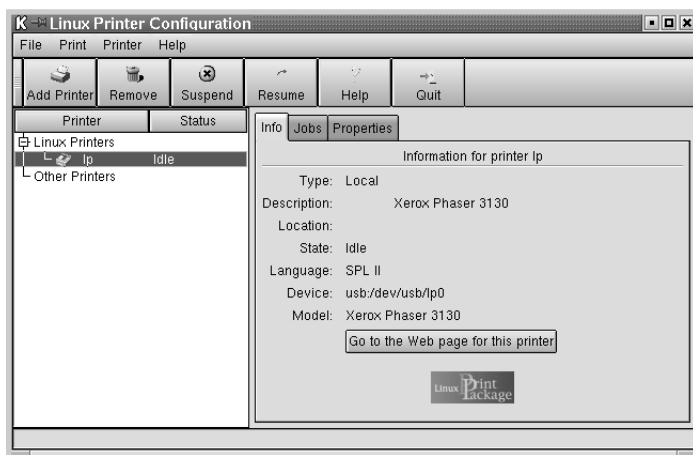 K Linux Printer Configuration
File Print Printer Help
Add Printer Remove Suspend Resume Help Quit
Printer Status
Info Jobs Properties
Linux Printers
lp Idle
Other Printers
Information for printer lp
Type: Local
Description: Xerox Phaser 3130
Location:
State: Idle
Language: SPL II
Device: usb:/dev/usb/lp0
Model: Xerox Phaser 3130
Go to the Web page for this printer
Linux Print Package